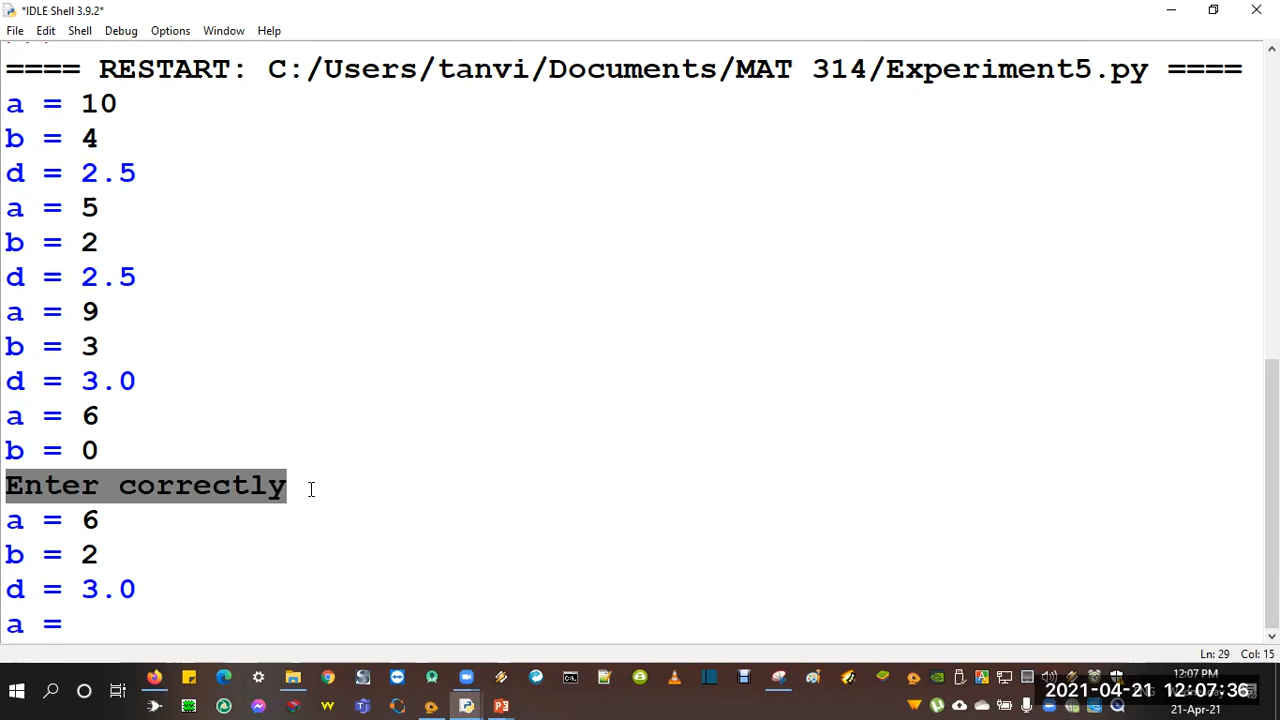 *IDLE Shell 3.9.2*
File Edit Shell Debug Options Window Help
==== RESTART: C:/Users/tanvi/Documents/MAT 314/Experiment5.py ====
a = 10
b = 4
d = 2.5
a = 5
b = 2
d = 2.5
a = 9
b = 3
d = 3.0
a = 6
b = 0
Enter correctly
a = 6
b = 2
d = 3.0
a =
Ln: 29 Col: 15
12:07 PM
2021-04-21 12:07:36
21-Apr-21